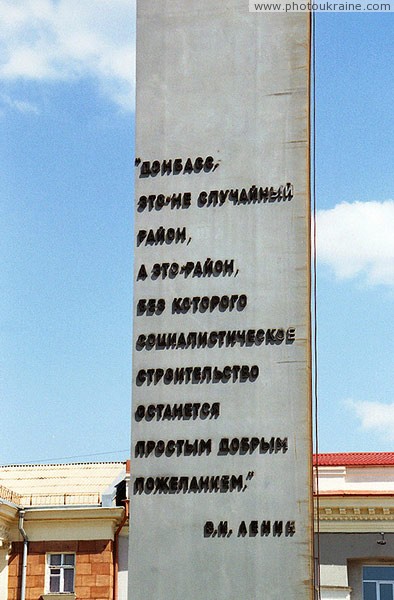 www.photoukraine.com
"ДОНБАСС,
ЭТО-НЕ СЛУЧАЙНЫЙ
РАЙОН,
А ЭТО-РАЙОН,
БЕЗ КОТОРОГО
СОЦИАЛИСТИЧЕСКОЕ
СТРОИТЕЛЬСТВО
ОСТАНЕТСЯ
ПРОСТЫМ ДОБРЫМ
ПОЖЕЛАНИЕМ,"
В.И. ЛЕНИН